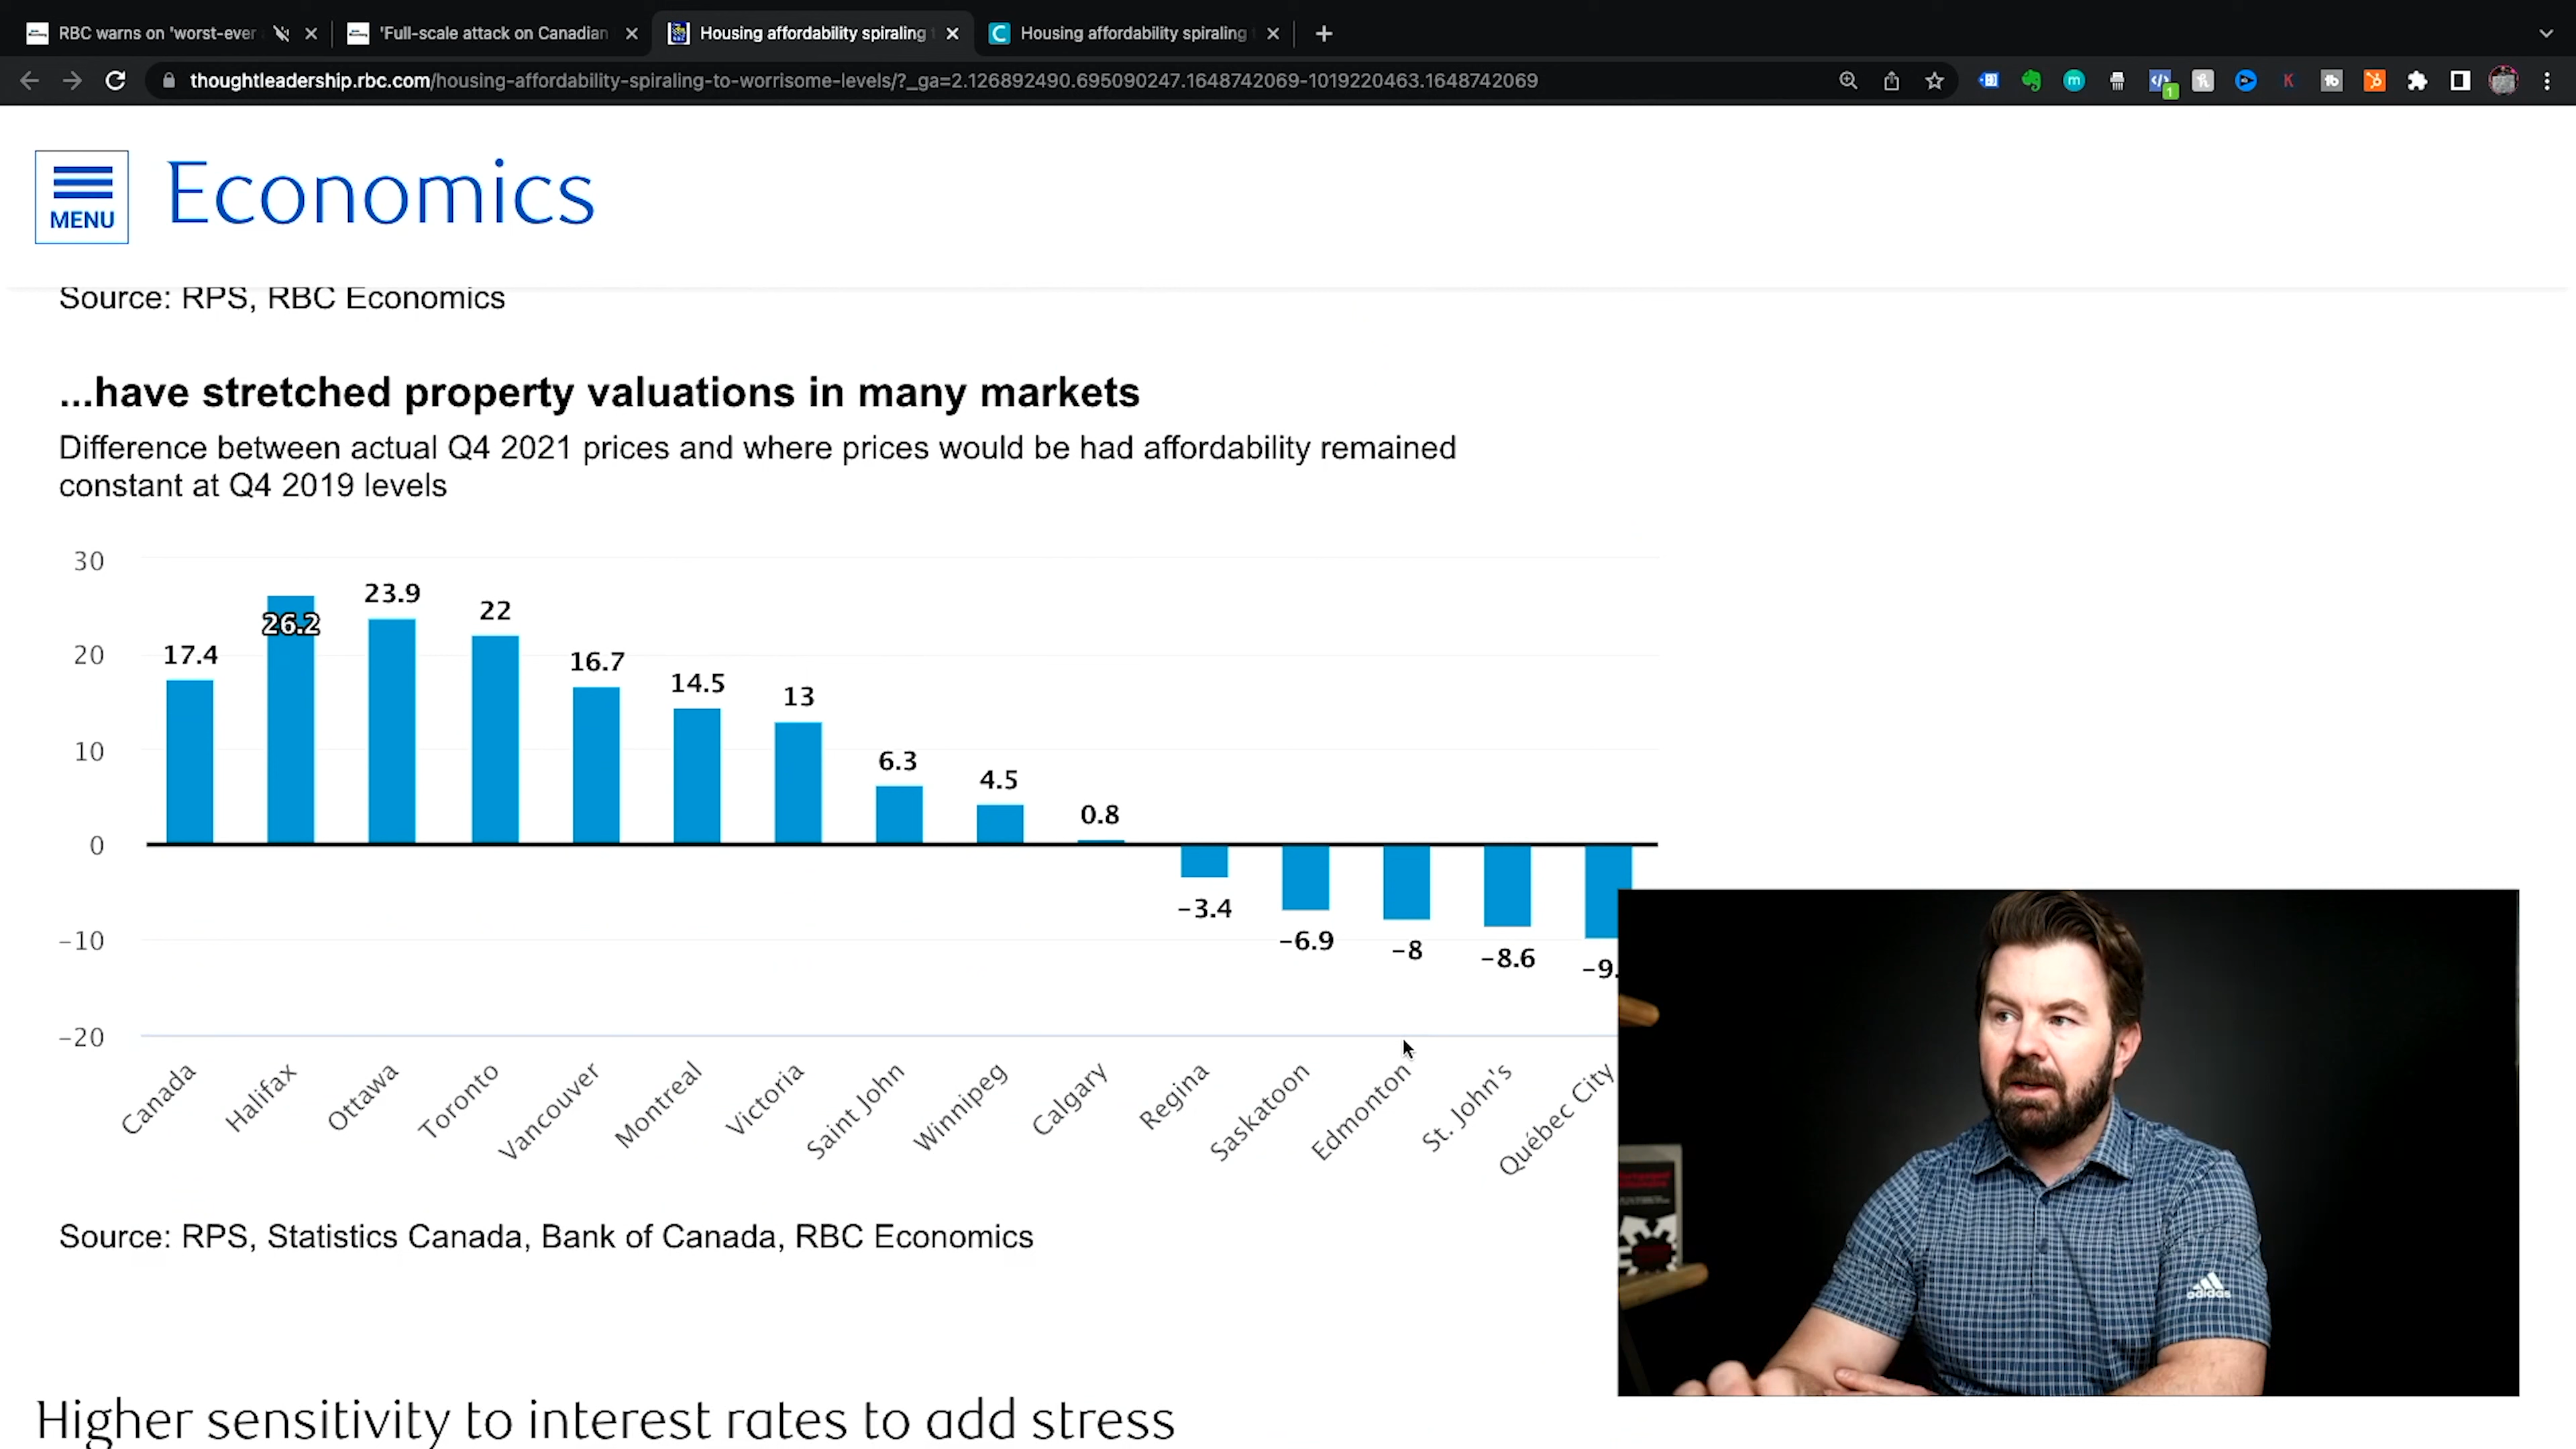 RBC warns on 'worst-ever
'Full-scale attack on Canadian
Housing affordability spiraling
Housing affordability spiraling
thoughtleadership.rbc.com/housing-affordability-spiraling-to-worrisome-levels/?_ga=2.126892490.695090247.1648742069-1019220463.1648742069
MENU
Economics
Source: RPS, RBC Economics
...have stretched property valuations in many markets
Difference between actual Q4 2021 prices and where prices would be had affordability remained
constant at Q4 2019 levels
30
20
10
0
-10
-20
17.4
26.2
23.9
22
16.7
14.5
13
6.3
4.5
0.8
-3.4
-6.9
-8
-8.6
-9.
Canada
Halifax
Ottawa
Toronto
Vancouver
Montreal
Victoria
Saint John
Winnipeg
Calgary
Regina
Saskatoon
Edmonton
St. John's
Québec City
Source: RPS, Statistics Canada, Bank of Canada, RBC Economics
Higher sensitivity to interest rates to add stress
adidas